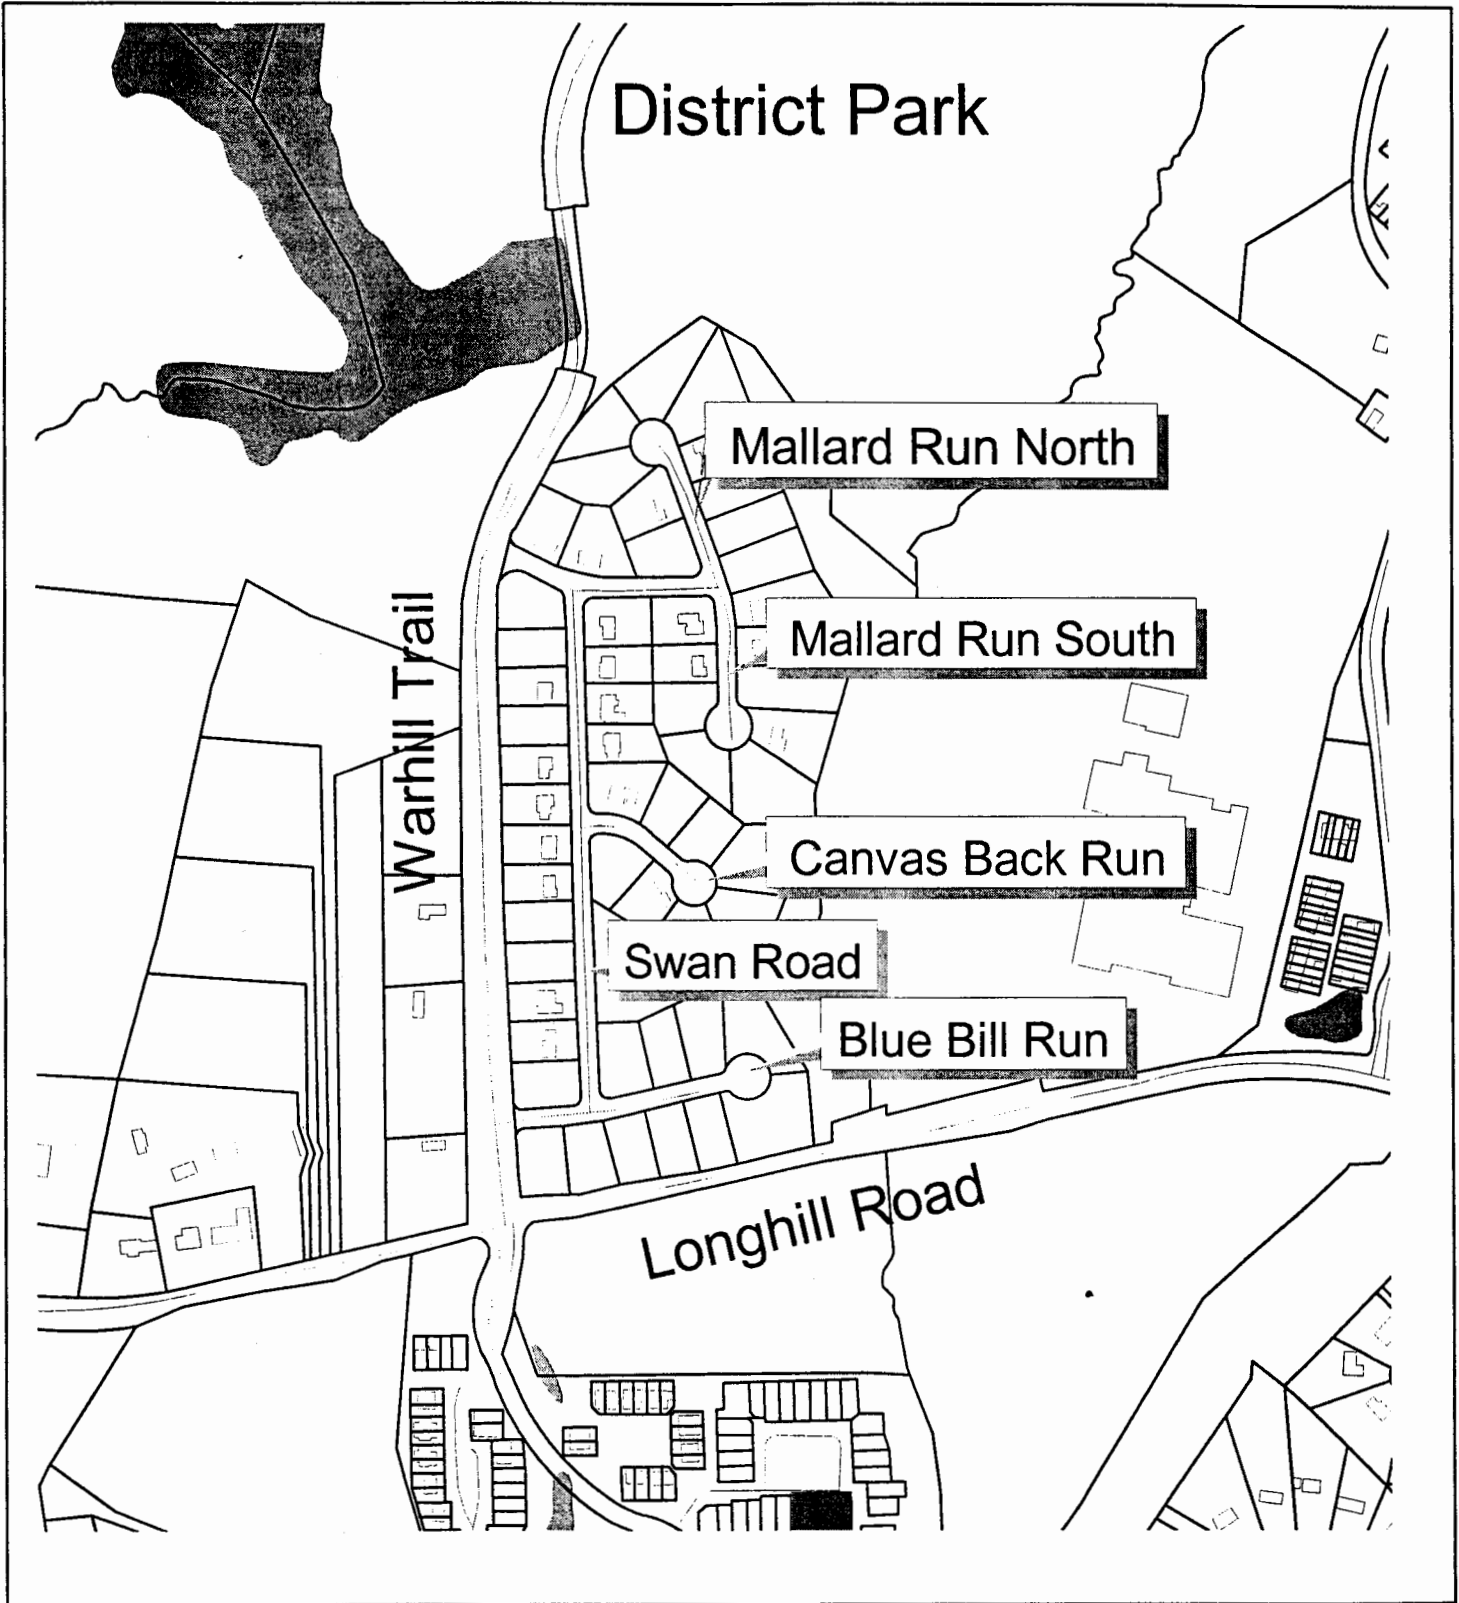 District Park
Mallard Run North
Warhill Trail
Mallard Run South
Canvas Back Run
Swan Road
Blue Bill Run
Longhill Road